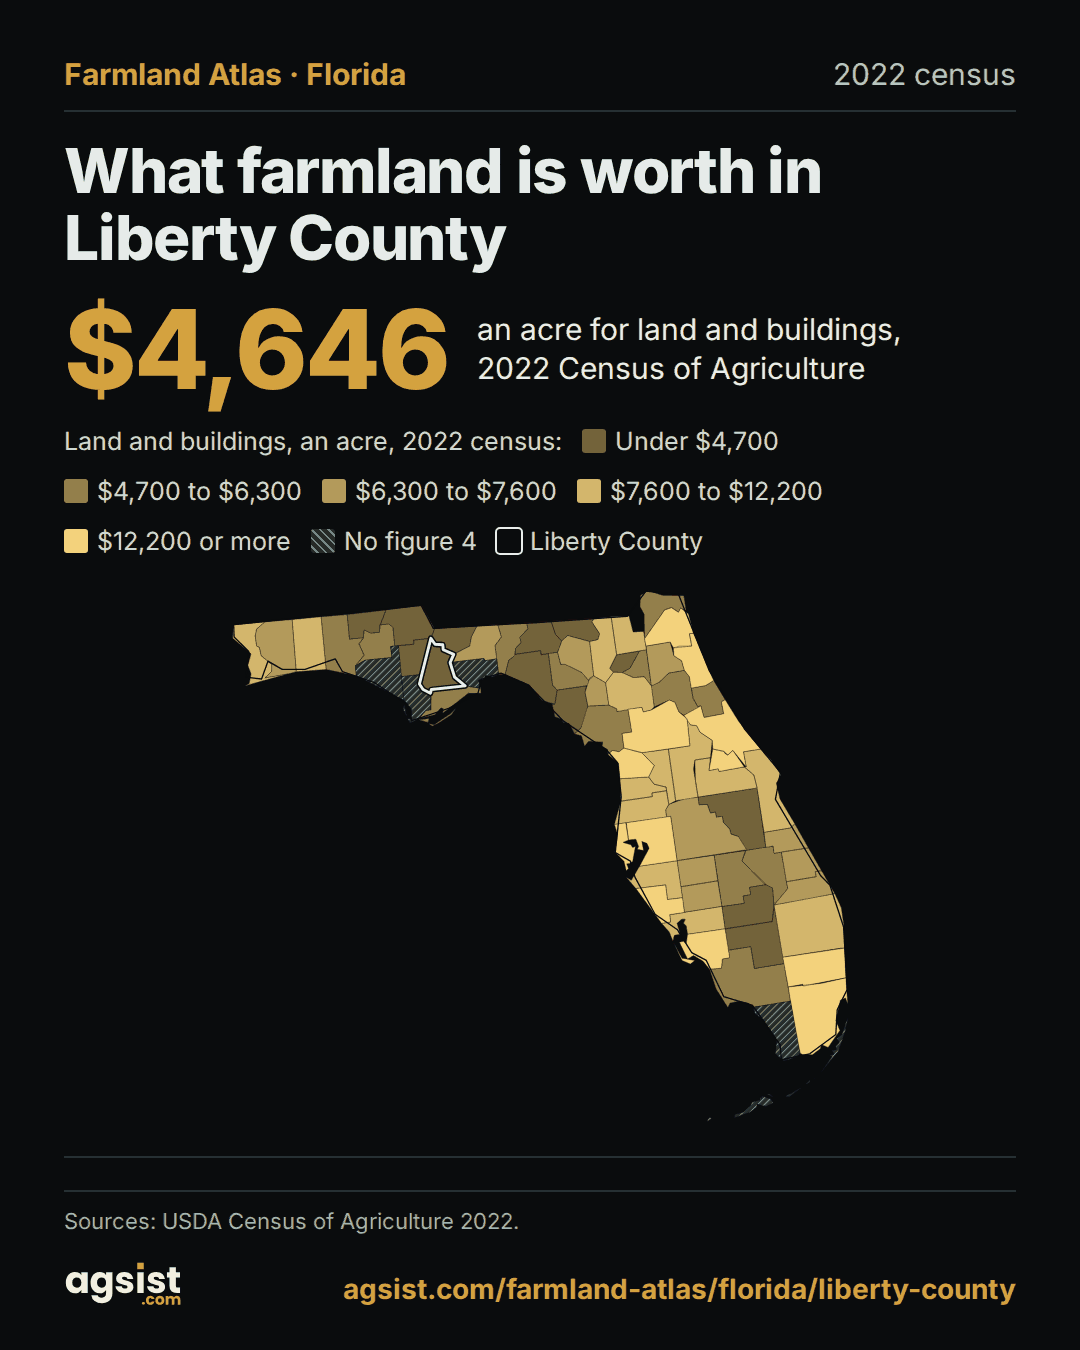 Farmland Atlas · Florida
2022 census
What farmland is worth in
Liberty County
$4,646
an acre for land and buildings,
2022 Census of Agriculture
Land and buildings, an acre, 2022 census: Under $4,700
$4,700 to $6,300 $6,300 to $7,600 $7,600 to $12,200
$12,200 or more No figure 4 Liberty County
Sources: USDA Census of Agriculture 2022.
agsist
.com
agsist.com/farmland-atlas/florida/liberty-county